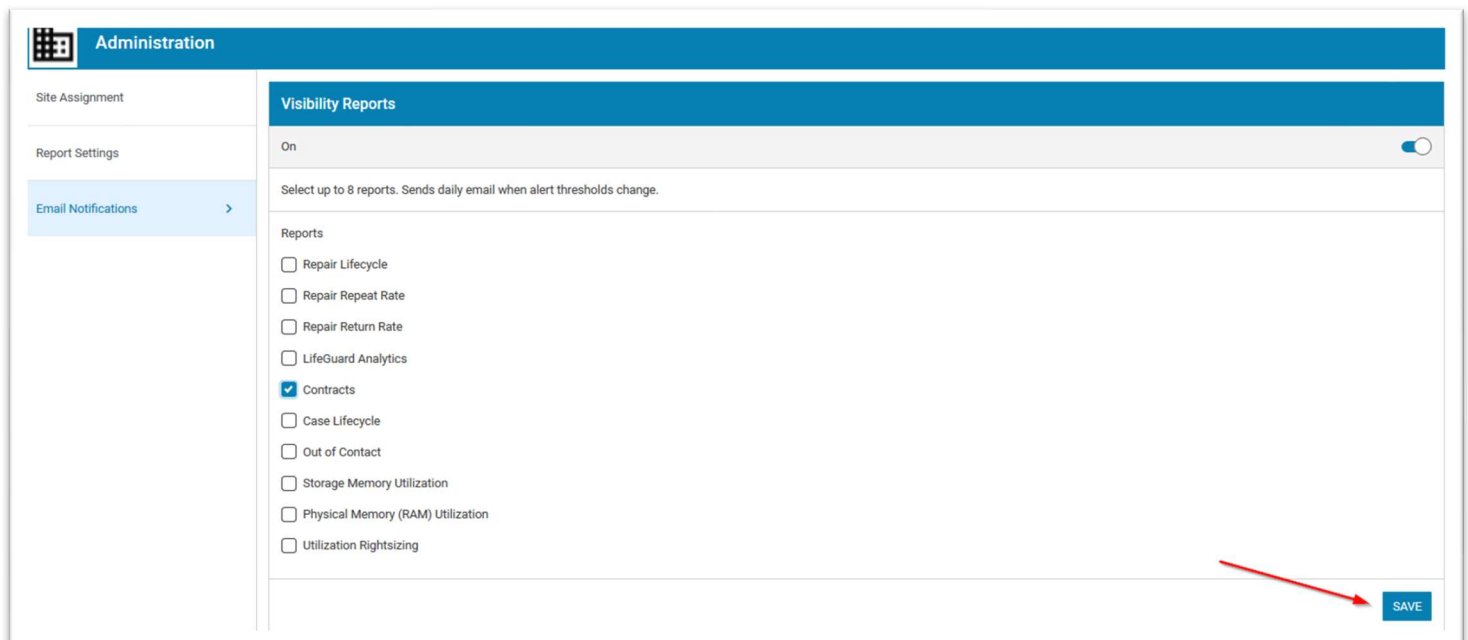 Administration
Site Assignment
Report Settings
Email Notifications
Visibility Reports
On
Select up to 8 reports. Sends daily email when alert thresholds change.
Reports
Repair Lifecycle
Repair Repeat Rate
Repair Return Rate
LifeGuard Analytics
Contracts
Case Lifecycle
Out of Contact
Storage Memory Utilization
Physical Memory (RAM) Utilization
Utilization Rightsizing
SAVE